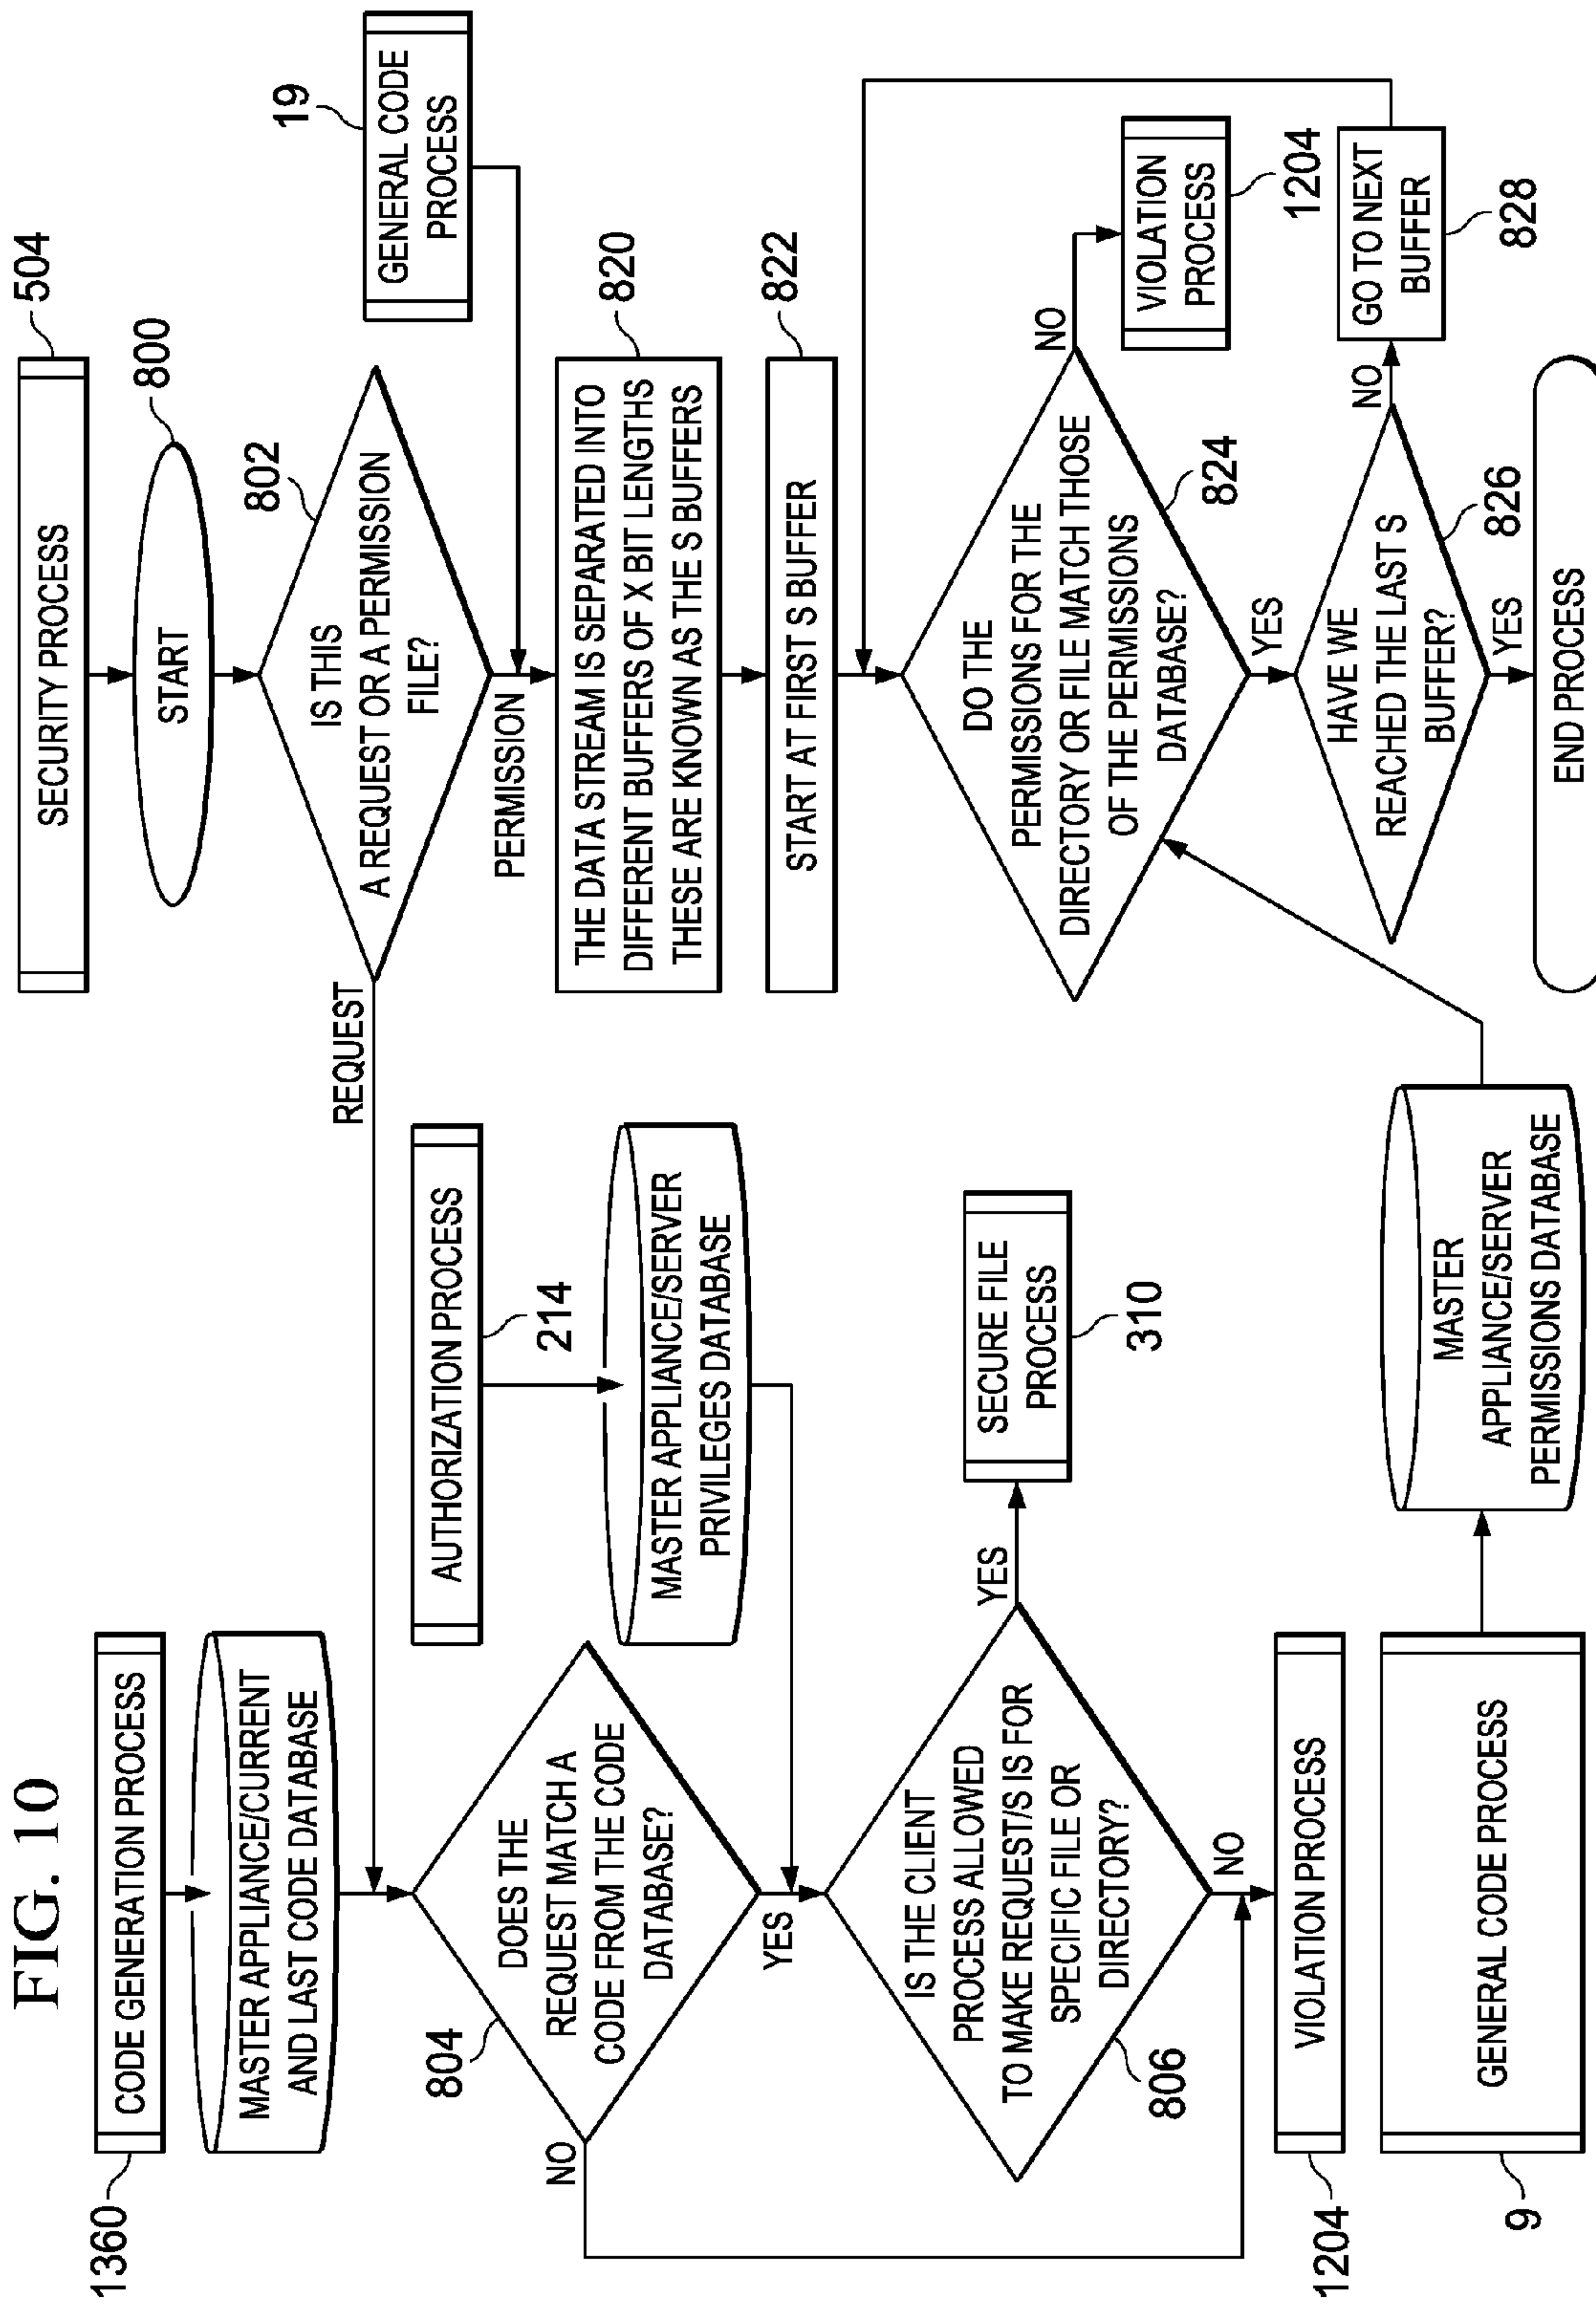 FIG. 10
1360
CODE GENERATION PROCESS
MASTER APPLIANCE/CURRENT
AND LAST CODE DATABASE
804
DOES THE
REQUEST MATCH A
CODE FROM THE CODE
DATABASE?
NO
YES
AUTHORIZATION PROCESS
214
MASTER APPLIANCE/SERVER
PRIVILEGES DATABASE
IS THE CLIENT
PROCESS ALLOWED
TO MAKE REQUEST/S IS FOR
SPECIFIC FILE OR
DIRECTORY?
806
YES
NO
SECURE FILE
PROCESS
310
VIOLATION PROCESS
1204
GENERAL CODE PROCESS
9
MASTER
APPLIANCE/SERVER
PERMISSIONS DATABASE
SECURITY PROCESS
504
START
800
802
IS THIS
A REQUEST OR A PERMISSION
FILE?
REQUEST
PERMISSION
19
GENERAL CODE
PROCESS
THE DATA STREAM IS SEPARATED INTO
DIFFERENT BUFFERS OF X BIT LENGTHS
THESE ARE KNOWN AS THE S BUFFERS
820
START AT FIRST S BUFFER
822
DO THE
PERMISSIONS FOR THE
DIRECTORY OR FILE MATCH THOSE
OF THE PERMISSIONS
DATABASE?
824
NO
YES
VIOLATION
PROCESS
1204
HAVE WE
REACHED THE LAST S
BUFFER?
826
NO
YES
GO TO NEXT
BUFFER
828
END PROCESS